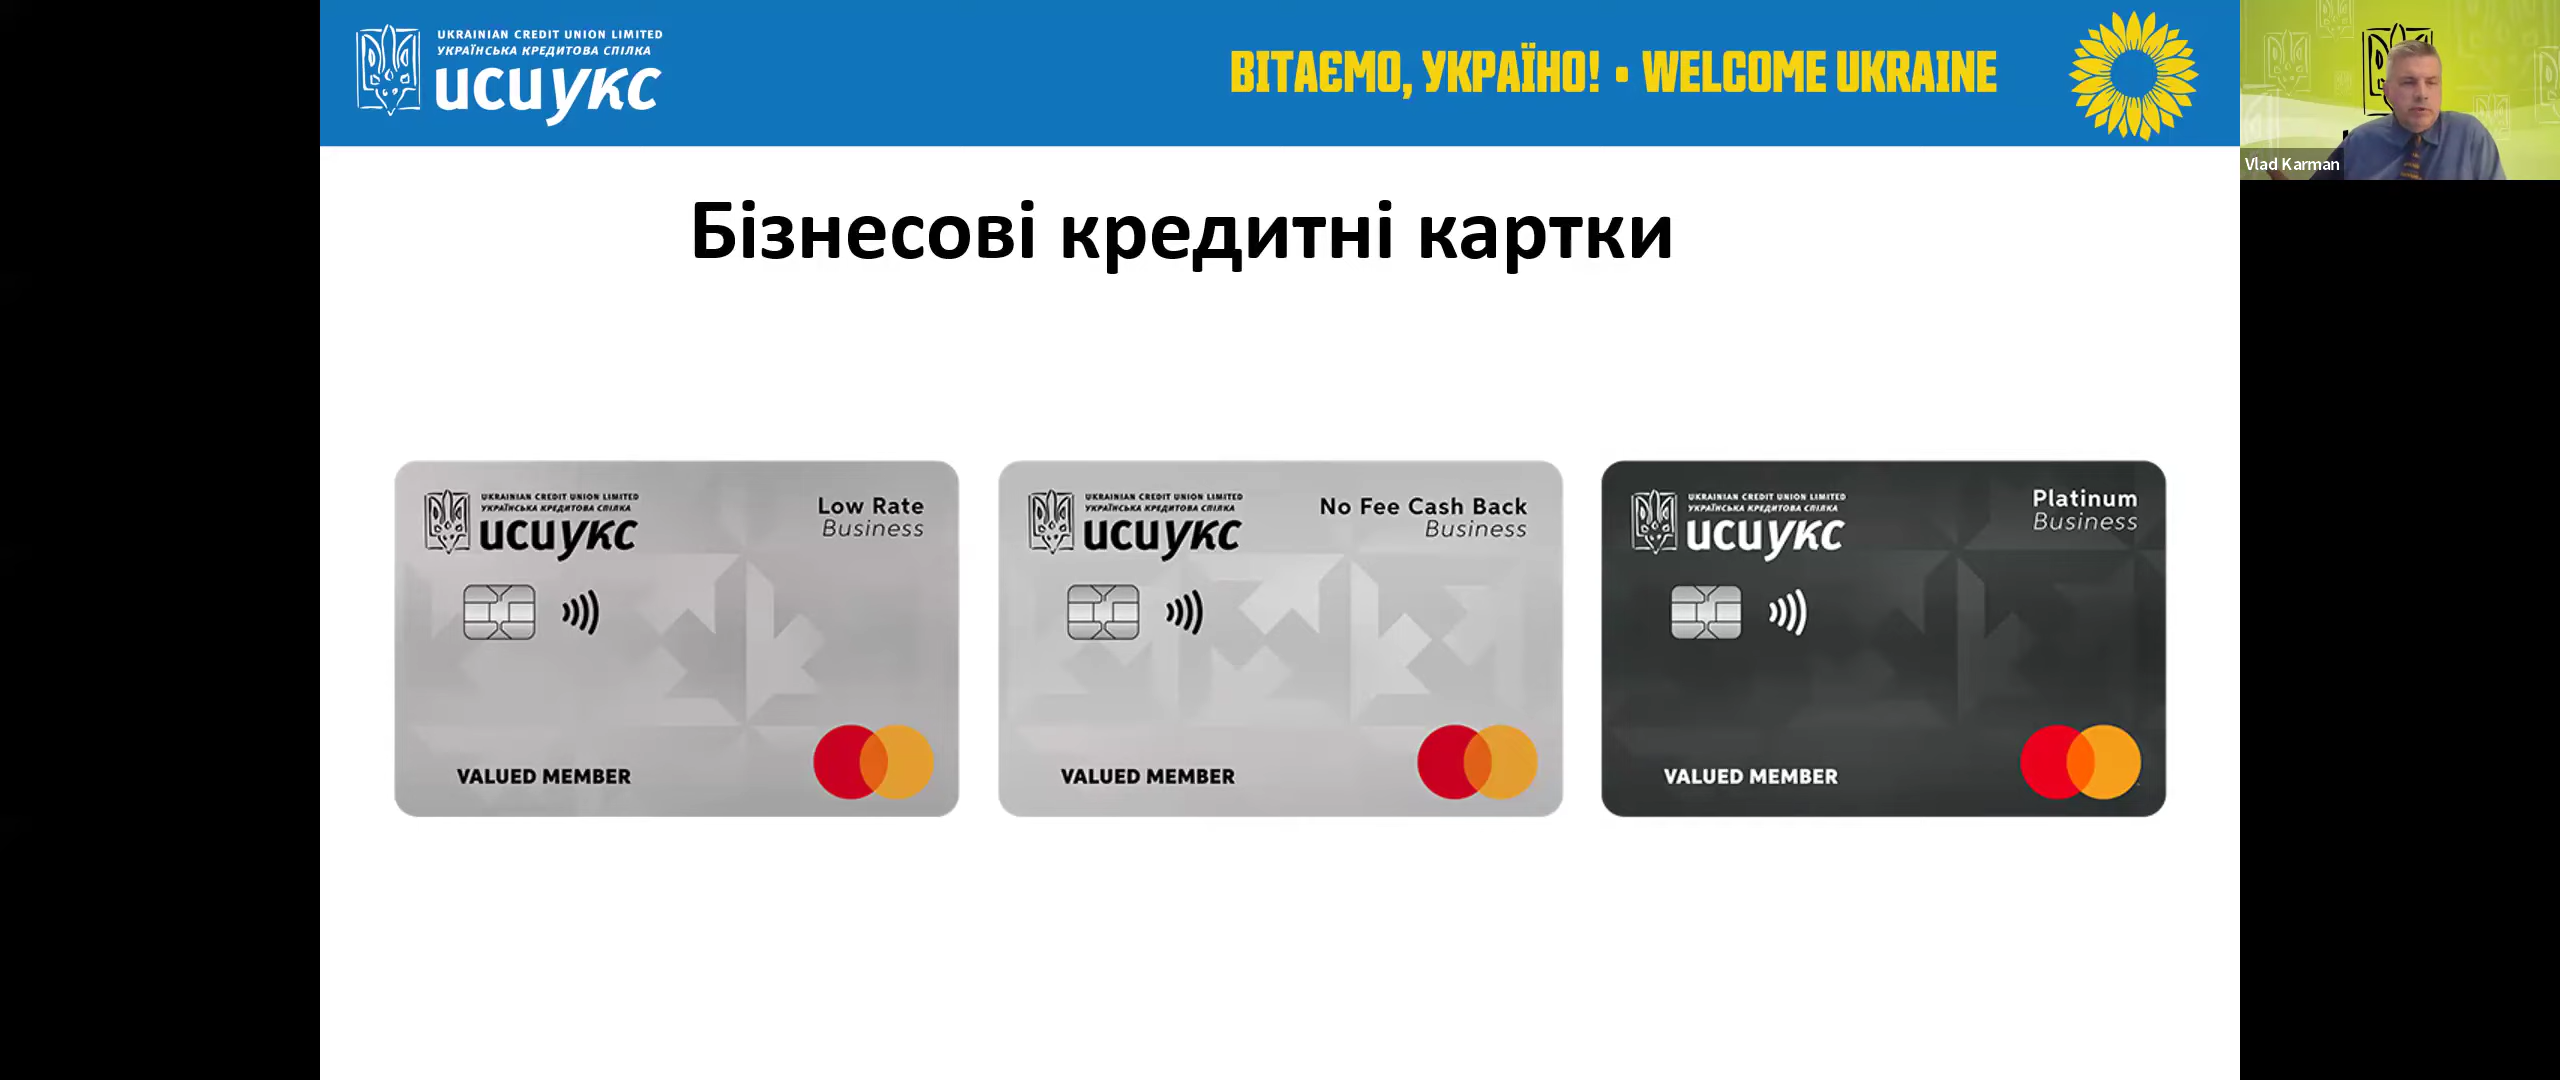 UKRAINIAN CREDIT UNION LIMITED
УКРАЇНСЬКА КРЕДИТОВА СПІЛКА
ucuукс
ВІТАЄМО, УКРАЇНО! • WELCOME UKRAINE
Vlad Karman
Бізнесові кредитні картки
UKRAINIAN CREDIT UNION LIMITED
УКРАЇНСЬКА КРЕДИТОВА СПІЛКА
ucuукс
Low Rate
Business
VALUED MEMBER
UKRAINIAN CREDIT UNION LIMITED
УКРАЇНСЬКА КРЕДИТОВА СПІЛКА
ucuукс
No Fee Cash Back
Business
VALUED MEMBER
UKRAINIAN CREDIT UNION LIMITED
УКРАЇНСЬКА КРЕДИТОВА СПІЛКА
ucuукс
Platinum
Business
VALUED MEMBER